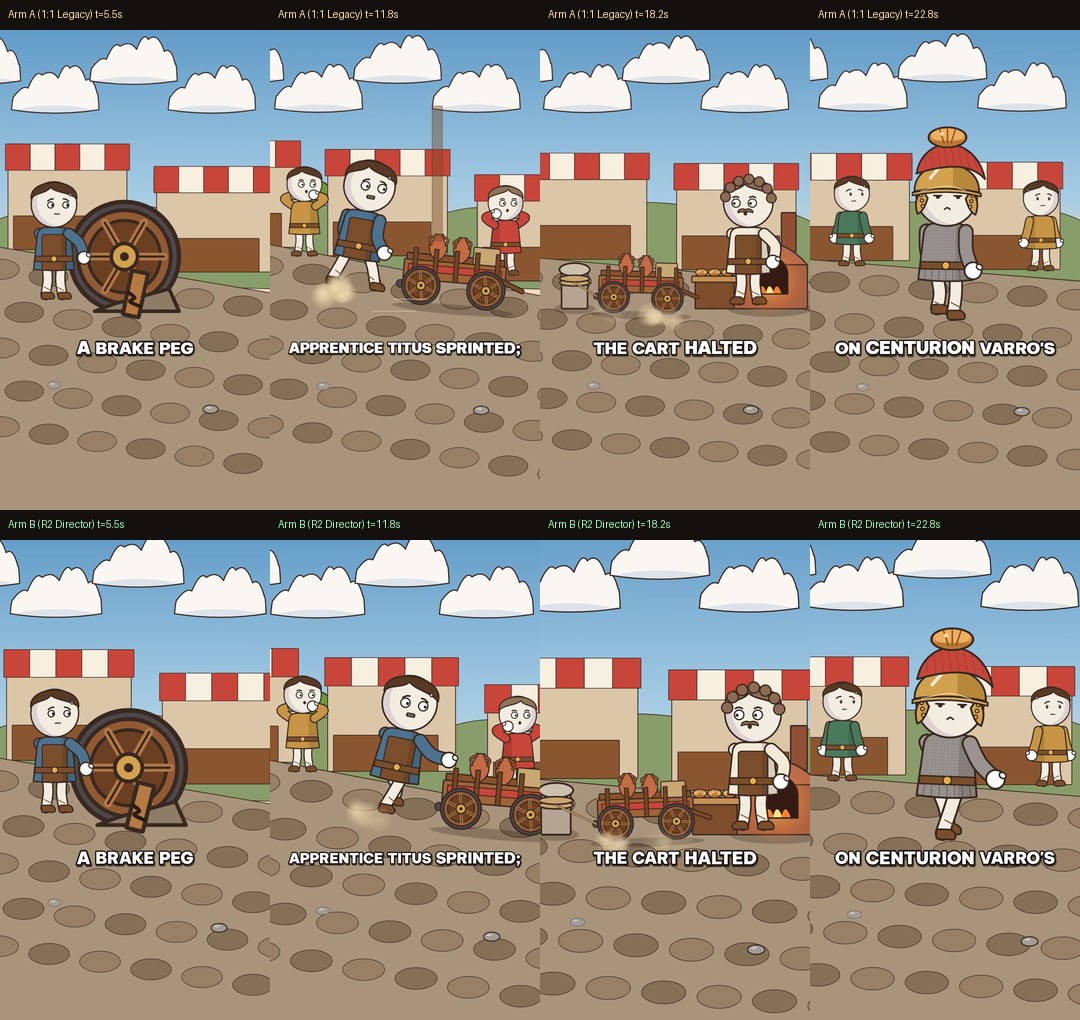 Arm A (1:1 Legacy) t=5.5s
Arm A (1:1 Legacy) t=11.8s
Arm A (1:1 Legacy) t=18.2s
Arm A (1:1 Legacy) t=22.8s
A BRAKE PEG
APPRENTICE TITUS SPRINTED;
THE CART HALTED
ON CENTURION VARRO'S
Arm B (R2 Director) t=5.5s
Arm B (R2 Director) t=11.8s
Arm B (R2 Director) t=18.2s
Arm B (R2 Director) t=22.8s
A BRAKE PEG
APPRENTICE TITUS SPRINTED;
THE CART HALTED
ON CENTURION VARRO'S